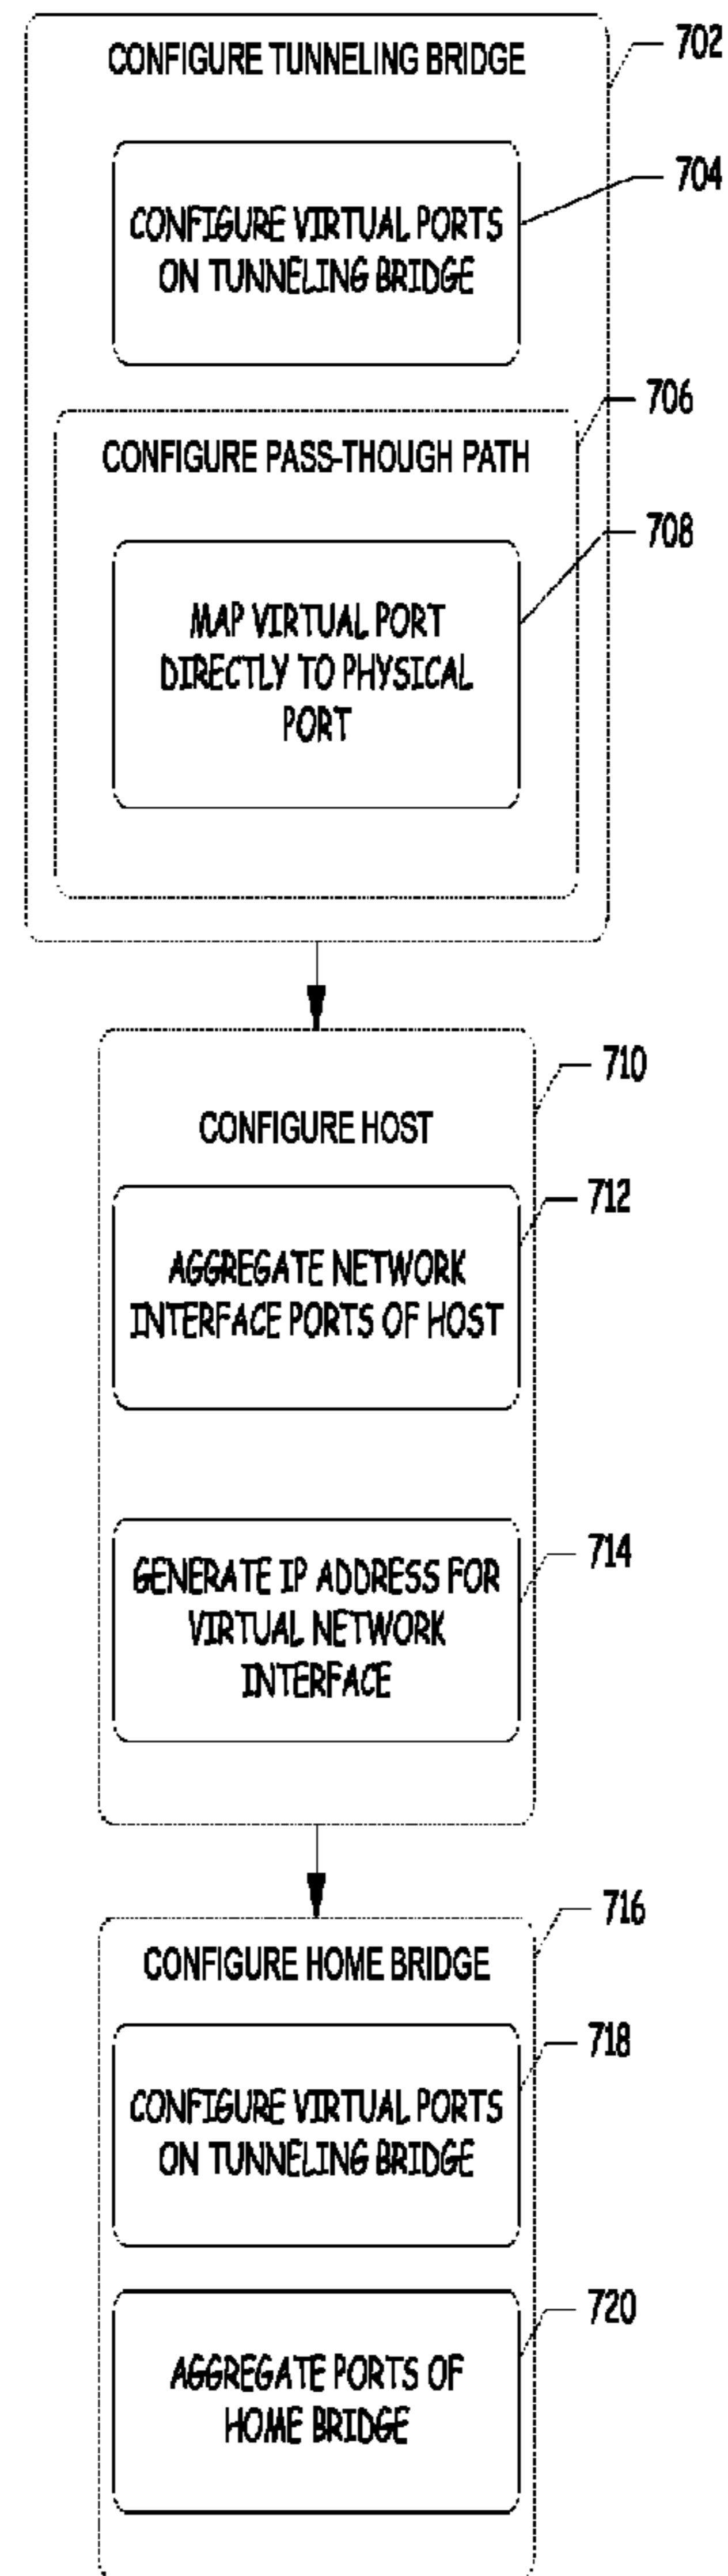 CONFIGURE TUNNELING BRIDGE
702
704
CONFIGURE VIRTUAL PORTS
ON TUNNELING BRIDGE
706
CONFIGURE PASS-THOUGH PATH
708
MAP VIRTUAL PORT
DIRECTLY TO PHYSICAL
PORT
710
CONFIGURE HOST
712
AGGREGATE NETWORK
INTERFACE PORTS OF HOST
714
GENERATE IP ADDRESS FOR
VIRTUAL NETWORK
INTERFACE
716
CONFIGURE HOME BRIDGE
718
CONFIGURE VIRTUAL PORTS
ON TUNNELING BRIDGE
720
AGGREGATE PORTS OF
HOME BRIDGE